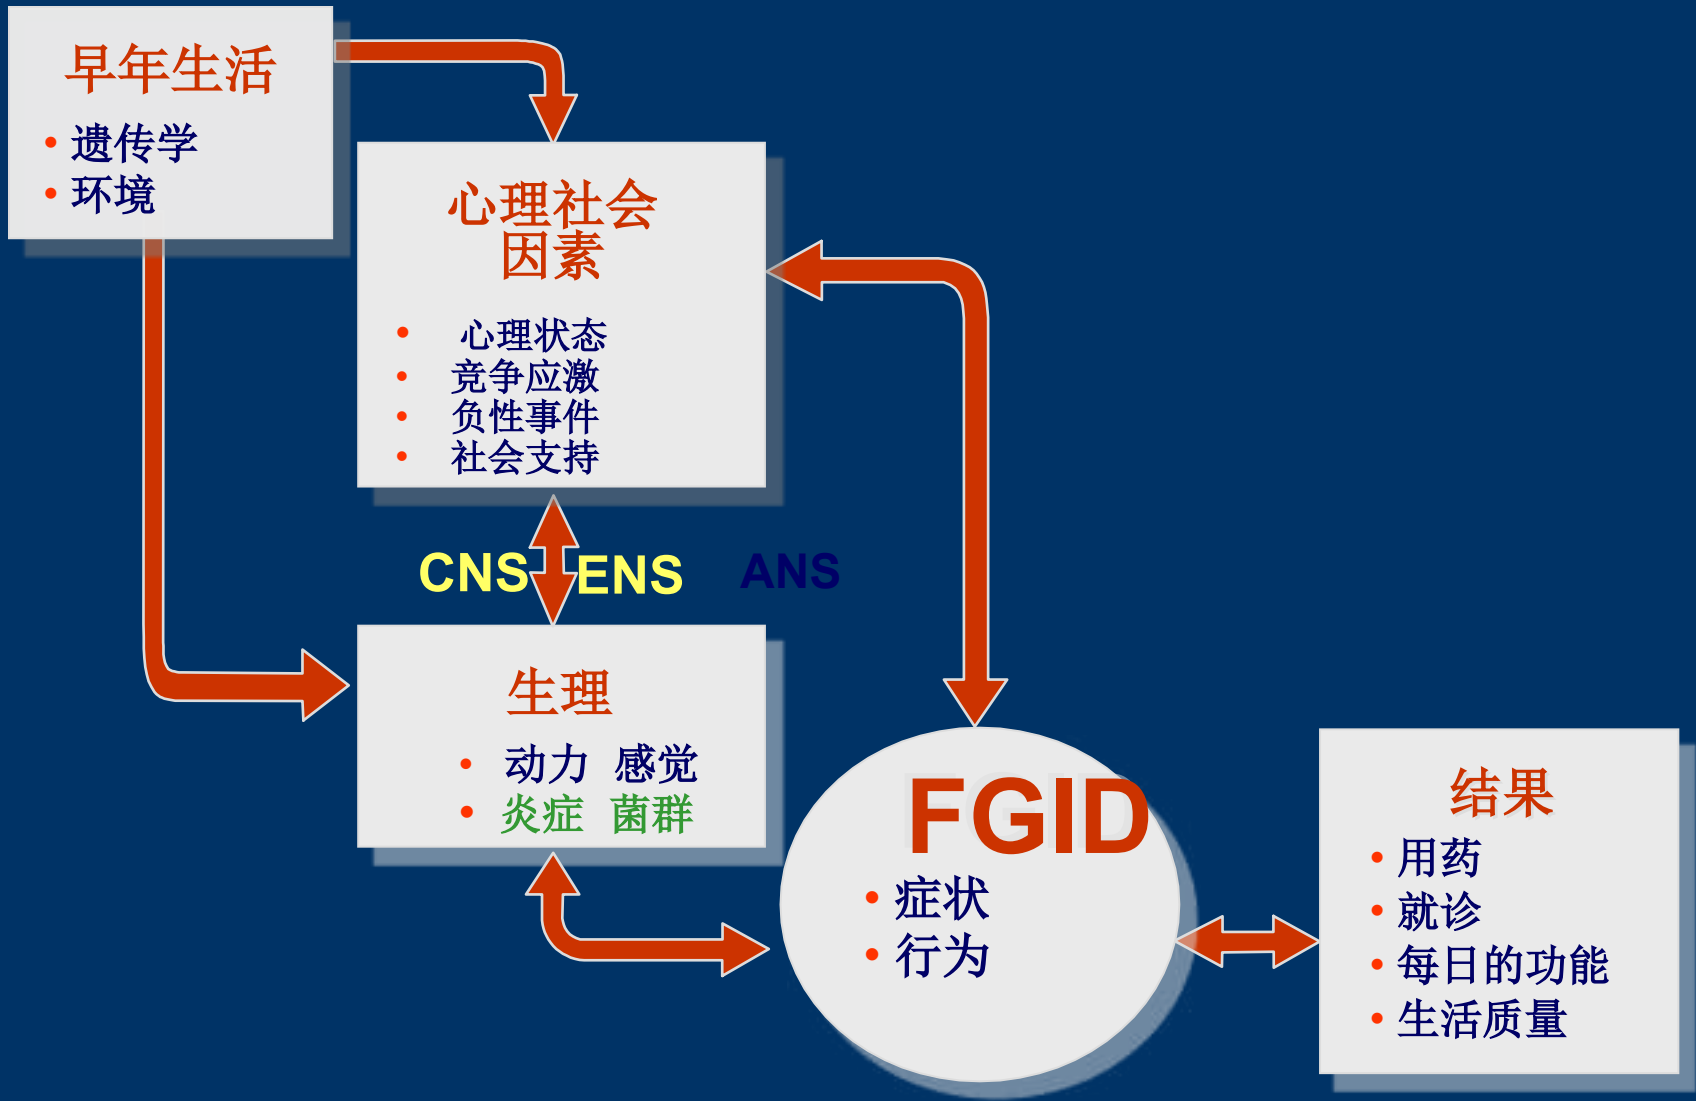 早年生活
• 遗传学
• 环境
心理社会
因素
• 心理状态
• 竞争应激
• 负性事件
• 社会支持
CNS ENS ANS
生理
• 动力 感觉
• 炎症 菌群
FGID
• 症状
• 行为
结果
• 用药
• 就诊
• 每日的功能
• 生活质量